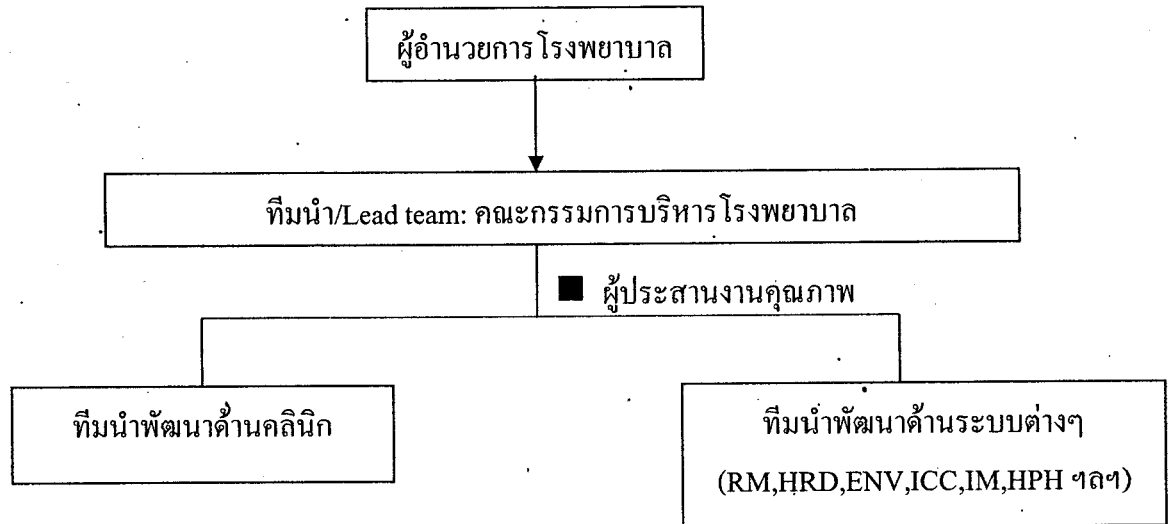 ผู้อำนวยการโรงพยาบาล
ทีมนำ/Lead team: คณะกรรมการบริหารโรงพยาบาล
■ ผู้ประสานงานคุณภาพ
ทีมนำพัฒนาด้านคลินิก
ทีมนำพัฒนาด้านระบบต่างๆ
(RM,HRD,ENV,ICC,IM,HPH ฯลฯ)